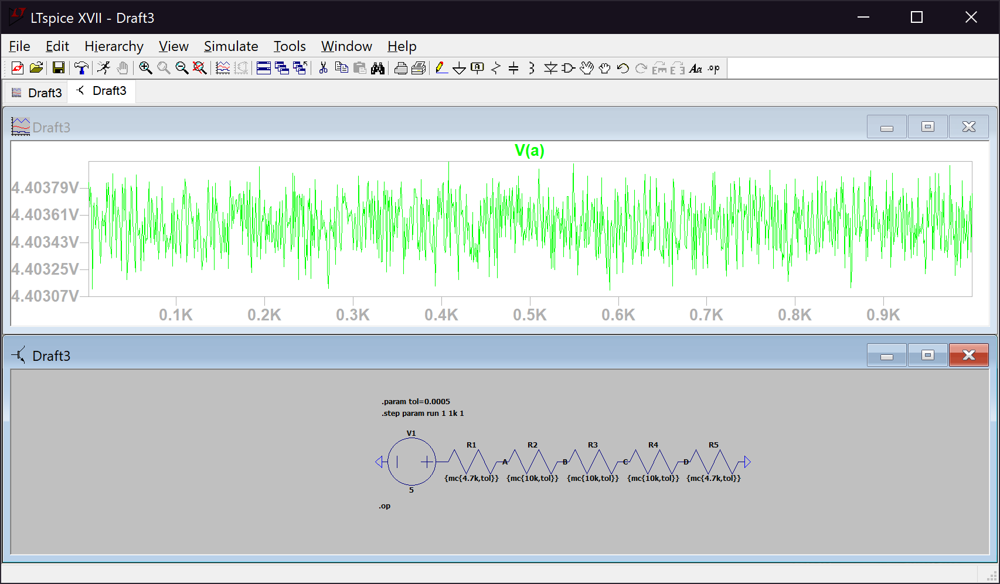 LTspice XVII - Draft3
File Edit Hierarchy View Simulate Tools Window Help
Aa .op
Draft3 Draft3
Draft3
V(a)
4.40379V
4.40361V
4.40343V
4.40325V
4.40307V
0.1K 0.2K 0.3K 0.4K 0.5K 0.6K 0.7K 0.8K 0.9K
Draft3
.param tol=0.0005
.step param run 1 1k 1
V1
R1 R2 R3 R4 R5
A B C D
{mc{4.7k,tol}} {mc{10k,tol}} {mc{10k,tol}} {mc{10k,tol}} {mc{4.7k,tol}}
5
.op